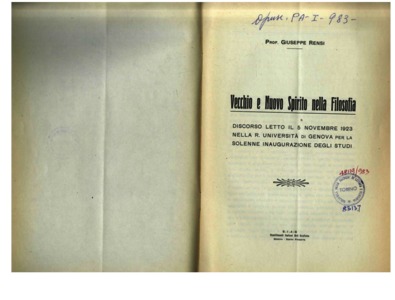 Opusc. PA-I-983-
PROF. GIUSEPPE RENSI
Vecchio e Nuovo Spirito nella Filosofia
DISCORSO LETTO IL 5 NOVEMBRE 1923
NELLA R. UNIVERSITÀ DI GENOVA PER LA
SOLENNE INAUGURAZIONE DEGLI STUDI
TORINO